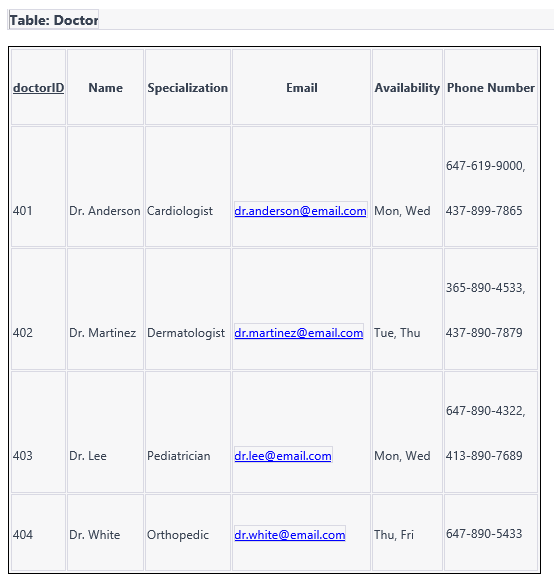 Table: Doctor
doctorID Name Specialization Email Availability Phone Number
647-619-9000,
401 Dr. Anderson Cardiologist dr.anderson@email.com Mon, Wed 437-899-7865
365-890-4533,
402 Dr. Martinez Dermatologist dr.martinez@email.com Tue, Thu 437-890-7879
647-890-4322,
403 Dr. Lee Pediatrician dr.lee@email.com Mon, Wed 413-890-7689
404 Dr. White Orthopedic dr.white@email.com Thu, Fri 647-890-5433